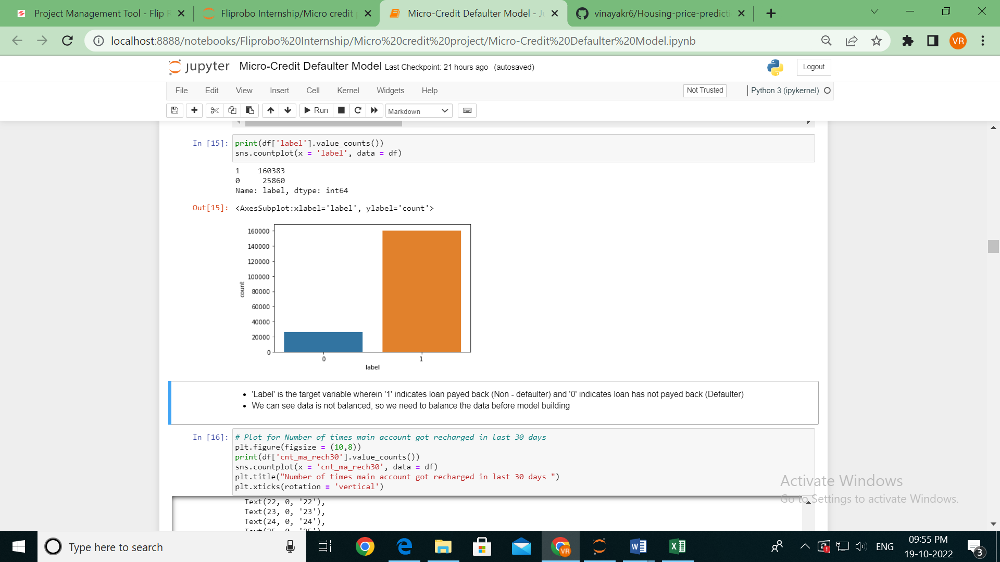 Project Management Tool - Flip R
Fliprobo Internship/Micro credit p
Micro-Credit Defaulter Model - Ju
vinayakr6/Housing-price-predicti
localhost:8888/notebooks/Fliprobo%20Internship/Micro%20credit%20project/Micro-Credit%20Defaulter%20Model.ipynb
VR
jupyter Micro-Credit Defaulter Model Last Checkpoint: 21 hours ago (autosaved)
Logout
File Edit View Insert Cell Kernel Widgets Help
Not Trusted
Python 3 (ipykernel)
Run
Markdown
In [15]: print(df['label'].value_counts())
sns.countplot(x = 'label', data = df)
1 160383
0 25860
Name: label, dtype: int64
Out[15]: <AxesSubplot:xlabel='label', ylabel='count'>
160000
140000
120000
100000
80000
60000
40000
20000
0
count
0 1
label
'Label' is the target variable wherein '1' indicates loan payed back (Non - defaulter) and '0' indicates loan has not payed back (Defaulter)
We can see data is not balanced, so we need to balance the data before model building
In [16]: # Plot for Number of times main account got recharged in last 30 days
plt.figure(figsize = (10,8))
print(df['cnt_ma_rech30'].value_counts())
sns.countplot(x = 'cnt_ma_rech30', data = df)
plt.title("Number of times main account got recharged in last 30 days ")
plt.xticks(rotation = 'vertical')
Text(22, 0, '22'),
Text(23, 0, '23'),
Text(24, 0, '24'),
Text(25, 0, '25'),
Activate Windows
Go to Settings to activate Windows.
Type here to search
VR
ENG
09:55 PM
19-10-2022
3